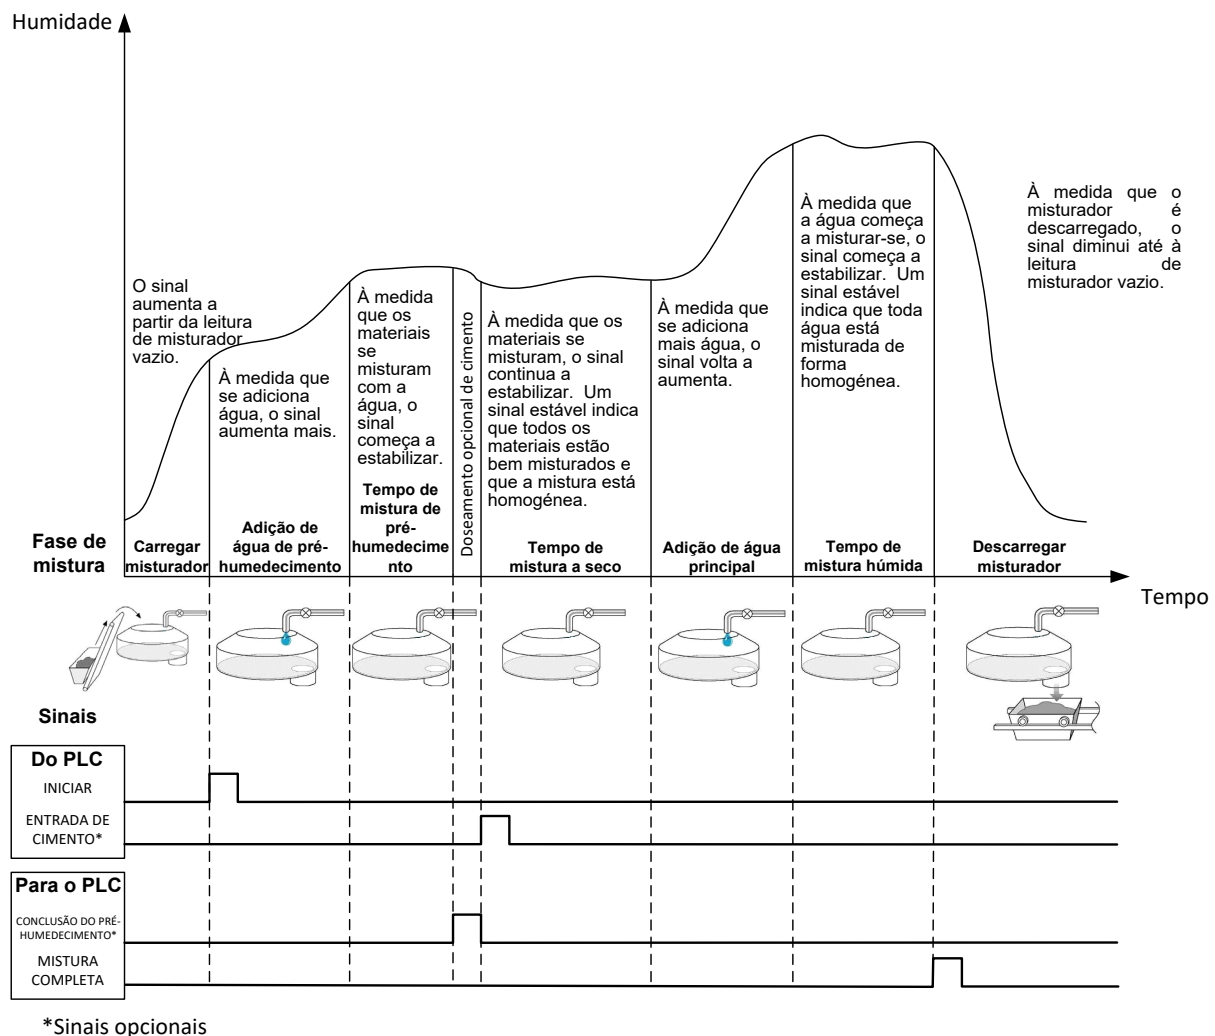 Humidade
O sinal
aumenta a
partir da leitura
de misturador
vazio.
À medida que
se adiciona
água, o sinal
aumenta mais.
À medida
que os
materiais
se
misturam
com a
água, o
sinal
começa a
estabilizar.
Doseamento opcional de cimento
À medida que os
materiais se
misturam, o sinal
continua a
estabilizar. Um
sinal estável indica
que todos os
materiais estão
bem misturados e
que a mistura está
homogénea.
À medida que
se adiciona
mais água, o
sinal volta a
aumenta.
À medida que
a água começa
a misturar-se, o
sinal começa a
estabilizar. Um
sinal estável
indica que toda
água está
misturada de
forma
homogénea.
À medida que o
misturador é
descarregado, o
sinal diminui até à
leitura de
misturador vazio.
Fase de
mistura
Carregar
misturador
Adição de
água de pré-
humedecimento
Tempo de
mistura de
pré-
humedecime
nto
Tempo de
mistura a seco
Adição de água
principal
Tempo de
mistura húmida
Descarregar
misturador
Tempo
Sinais
Do PLC
INICIAR
ENTRADA DE
CIMENTO*
Para o PLC
CONCLUSÃO DO PRÉ-
HUMEDECIMENTO*
MISTURA
COMPLETA
*Sinais opcionais